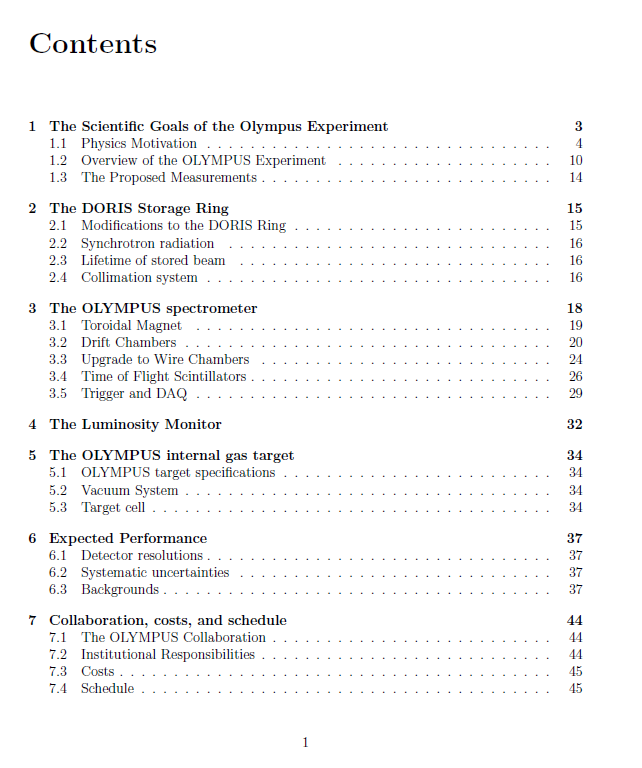 Contents
1 The Scientific Goals of the Olympus Experiment 3
1.1 Physics Motivation . . . . . . . . . . . . . . . . . . . . . . . . . . . . . . . . 4
1.2 Overview of the OLYMPUS Experiment . . . . . . . . . . . . . . . . . . . . 10
1.3 The Proposed Measurements . . . . . . . . . . . . . . . . . . . . . . . . . . . 14
2 The DORIS Storage Ring 15
2.1 Modifications to the DORIS Ring . . . . . . . . . . . . . . . . . . . . . . . . 15
2.2 Synchrotron radiation . . . . . . . . . . . . . . . . . . . . . . . . . . . . . . 16
2.3 Lifetime of stored beam . . . . . . . . . . . . . . . . . . . . . . . . . . . . . 16
2.4 Collimation system . . . . . . . . . . . . . . . . . . . . . . . . . . . . . . . . 16
3 The OLYMPUS spectrometer 18
3.1 Toroidal Magnet . . . . . . . . . . . . . . . . . . . . . . . . . . . . . . . . . 19
3.2 Drift Chambers . . . . . . . . . . . . . . . . . . . . . . . . . . . . . . . . . . 20
3.3 Upgrade to Wire Chambers . . . . . . . . . . . . . . . . . . . . . . . . . . . 24
3.4 Time of Flight Scintillators . . . . . . . . . . . . . . . . . . . . . . . . . . . . 26
3.5 Trigger and DAQ . . . . . . . . . . . . . . . . . . . . . . . . . . . . . . . . . 29
4 The Luminosity Monitor 32
5 The OLYMPUS internal gas target 34
5.1 OLYMPUS target specifications . . . . . . . . . . . . . . . . . . . . . . . . . 34
5.2 Vacuum System . . . . . . . . . . . . . . . . . . . . . . . . . . . . . . . . . . 34
5.3 Target cell . . . . . . . . . . . . . . . . . . . . . . . . . . . . . . . . . . . . . 34
6 Expected Performance 37
6.1 Detector resolutions . . . . . . . . . . . . . . . . . . . . . . . . . . . . . . . . 37
6.2 Systematic uncertainties . . . . . . . . . . . . . . . . . . . . . . . . . . . . . 37
6.3 Backgrounds . . . . . . . . . . . . . . . . . . . . . . . . . . . . . . . . . . . . 37
7 Collaboration, costs, and schedule 44
7.1 The OLYMPUS Collaboration . . . . . . . . . . . . . . . . . . . . . . . . . . 44
7.2 Institutional Responsibilities . . . . . . . . . . . . . . . . . . . . . . . . . . . 44
7.3 Costs . . . . . . . . . . . . . . . . . . . . . . . . . . . . . . . . . . . . . . . . 45
7.4 Schedule . . . . . . . . . . . . . . . . . . . . . . . . . . . . . . . . . . . . . . 45
1